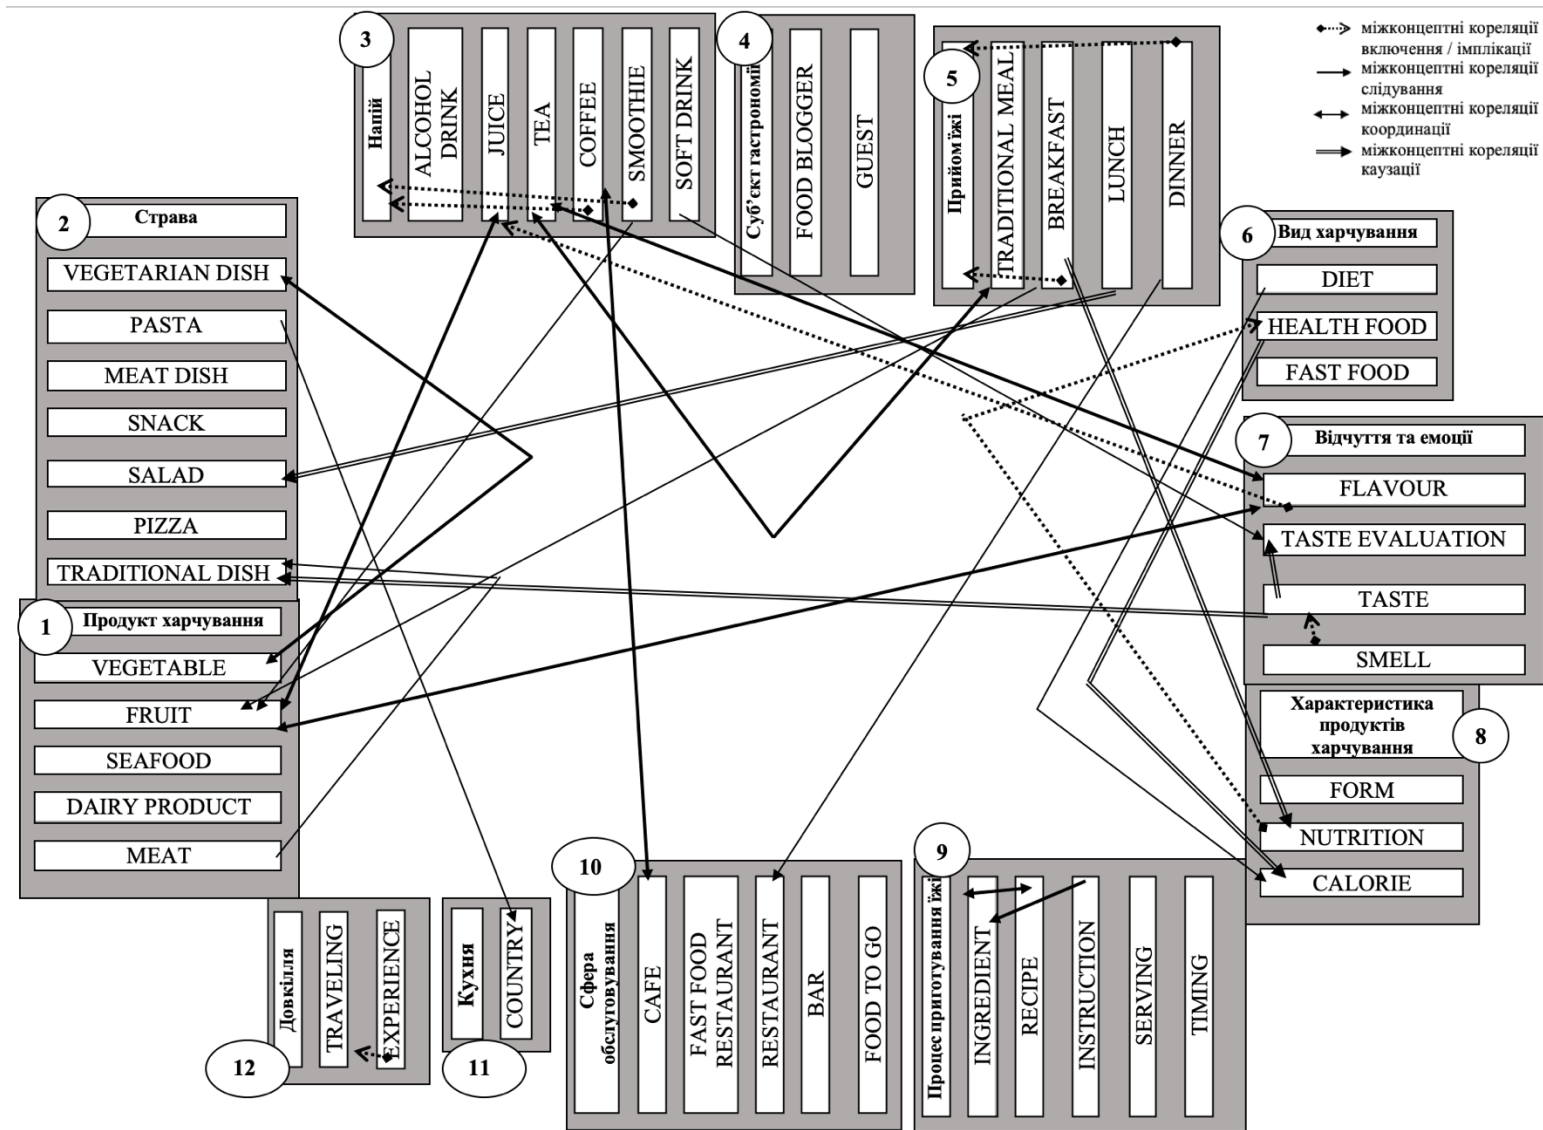 3
Напій
ALCOHOL
DRINK
JUICE
TEA
COFFEE
SMOOTHIE
SOFT DRINK
4
Суб’єкт гастрономії
FOOD BLOGGER
GUEST
5
Прийом їжі
TRADITIONAL MEAL
BREAKFAST
LUNCH
DINNER
міжконцептні кореляції
включення / імплікації
міжконцептні кореляції
слідування
міжконцептні кореляції
координації
міжконцептні кореляції
каузації
2
Страва
VEGETARIAN DISH
PASTA
MEAT DISH
SNACK
SALAD
PIZZA
TRADITIONAL DISH
6
Вид харчування
DIET
HEALTH FOOD
FAST FOOD
7
Відчуття та емоції
FLAVOUR
TASTE EVALUATION
TASTE
SMELL
1
Продукт харчування
VEGETABLE
FRUIT
SEAFOOD
DAIRY PRODUCT
MEAT
Характеристика
продуктів
харчування
8
FORM
NUTRITION
CALORIE
12
Довкілля
TRAVELING
EXPERIENCE
11
Кухня
COUNTRY
10
Сфера
обслуговування
CAFE
FAST FOOD
RESTAURANT
RESTAURANT
BAR
FOOD TO GO
9
Процес приготування їжі
INGREDIENT
RECIPE
INSTRUCTION
SERVING
TIMING